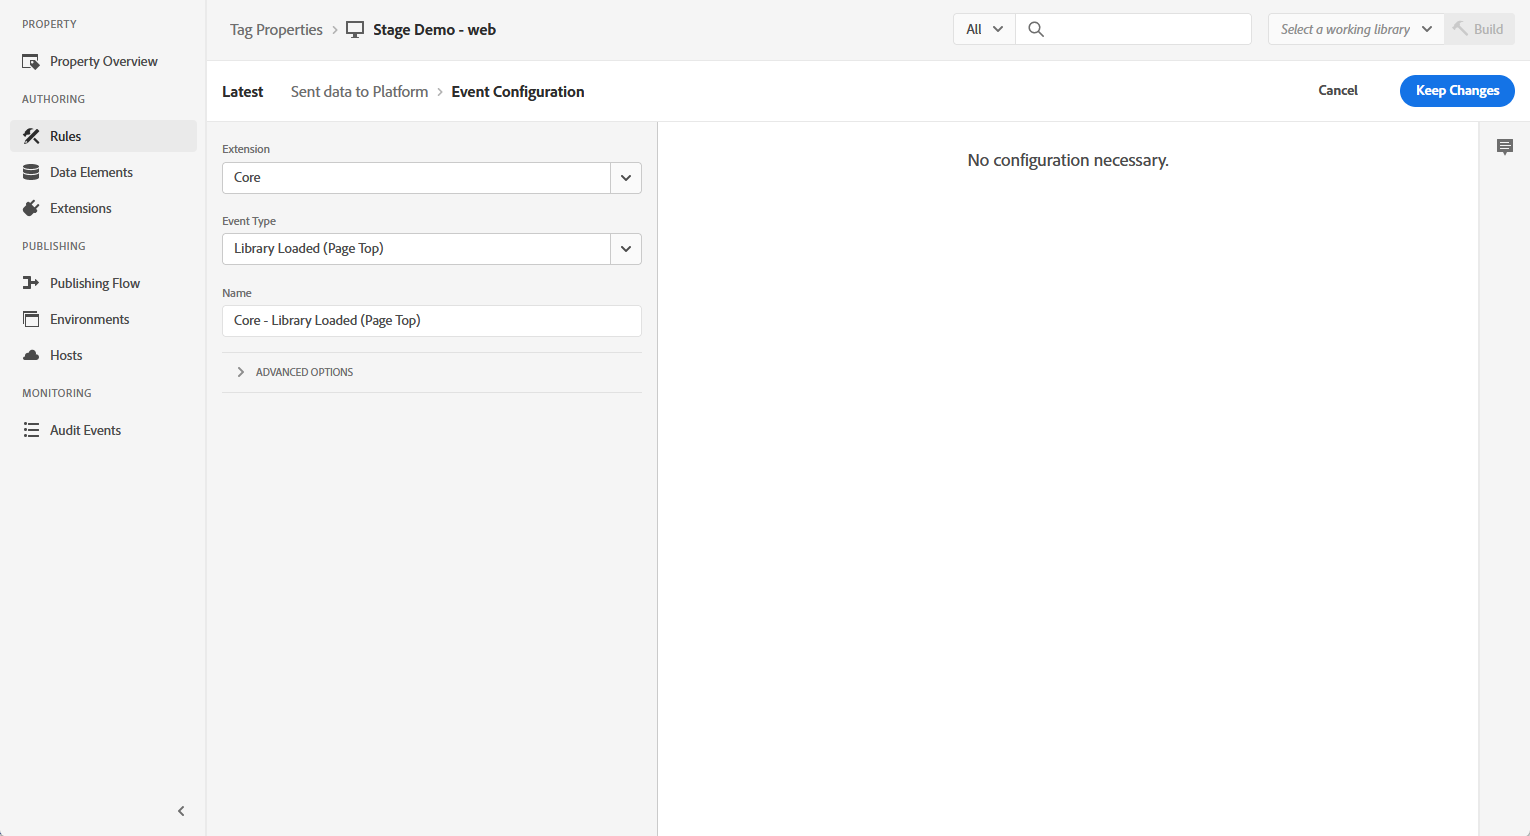 PROPERTY
Property Overview
AUTHORING
Rules
Data Elements
Extensions
PUBLISHING
Publishing Flow
Environments
Hosts
MONITORING
Audit Events
Tag Properties > Stage Demo - web
All
Select a working library
Build
Latest
Sent data to Platform > Event Configuration
Cancel
Keep Changes
Extension
Core
Event Type
Library Loaded (Page Top)
Name
Core - Library Loaded (Page Top)
ADVANCED OPTIONS
No configuration necessary.